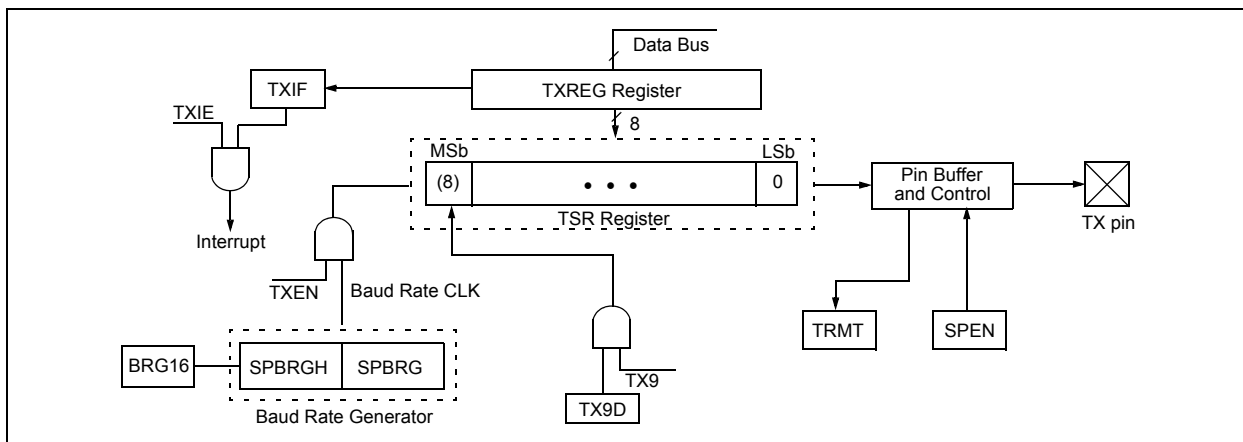 Data Bus
TXIF
TXREG Register
TXIE
8
MSb
LSb
(8)
• • •
0
TSR Register
Pin Buffer
and Control
TX pin
Interrupt
TXEN
Baud Rate CLK
TRMT
SPEN
BRG16
SPBRGH
SPBRG
TX9
TX9D
Baud Rate Generator